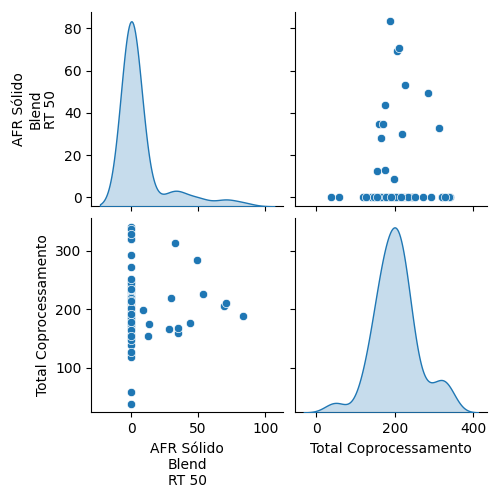 AFR Sólido
Blend
RT 50
80
60
40
20
0
Total Coprocessamento
300
200
100
0
50
100
AFR Sólido
Blend
RT 50
0
200
400
Total Coprocessamento